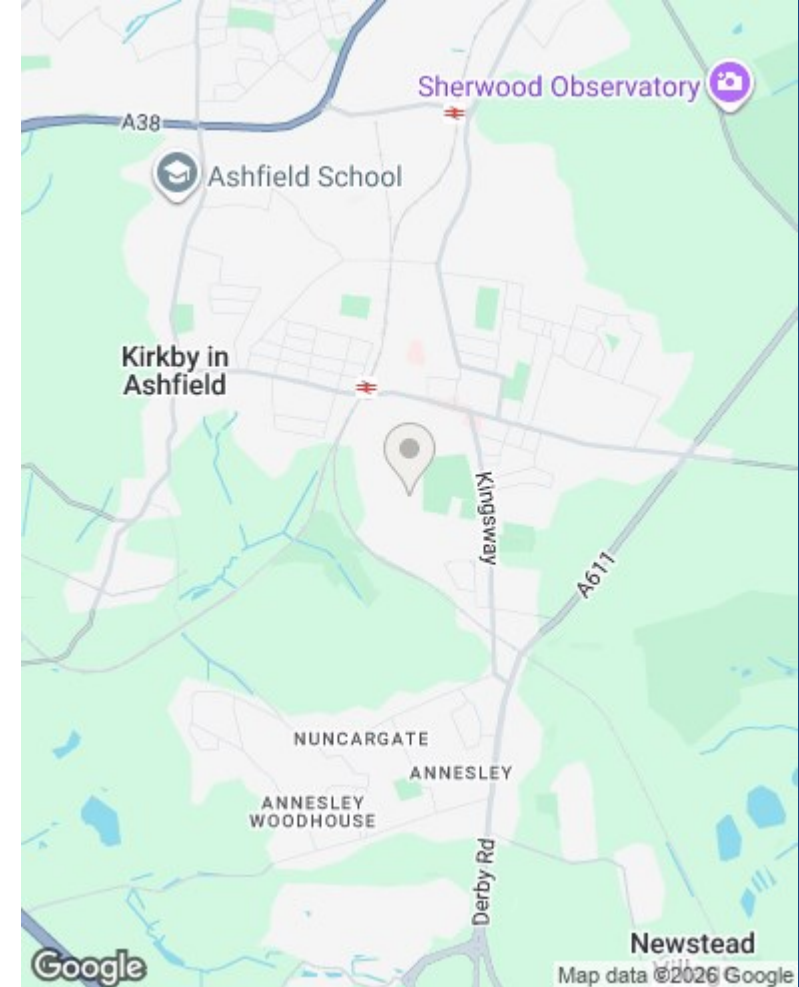 Sherwood Observatory
A38
Ashfield School
Kirkby in
Ashfield
Kingsway
A611
NUNCARGATE
ANNESLEY
ANNESLEY
WOODHOUSE
Derby Rd
Newstead
Google
Map data ©2026 Google